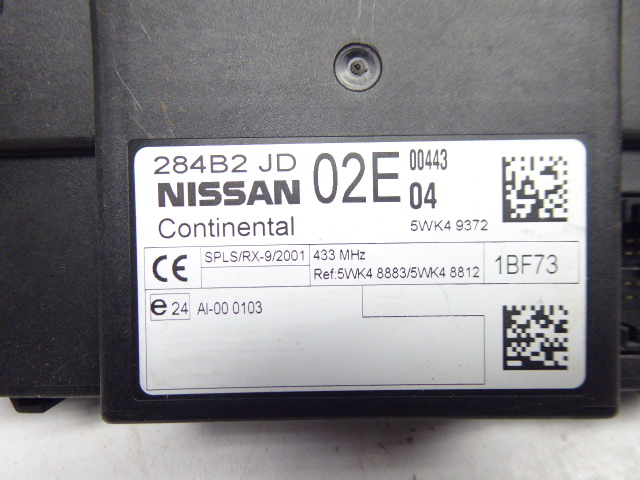 284B2 JD 02E 00443
NISSAN 04
Continental 5WK4 9372
CE SPLS/RX-9/2001 433 MHz 1BF73
Ref:5WK4 8883/5WK4 8812
e 24 AI-00 0103